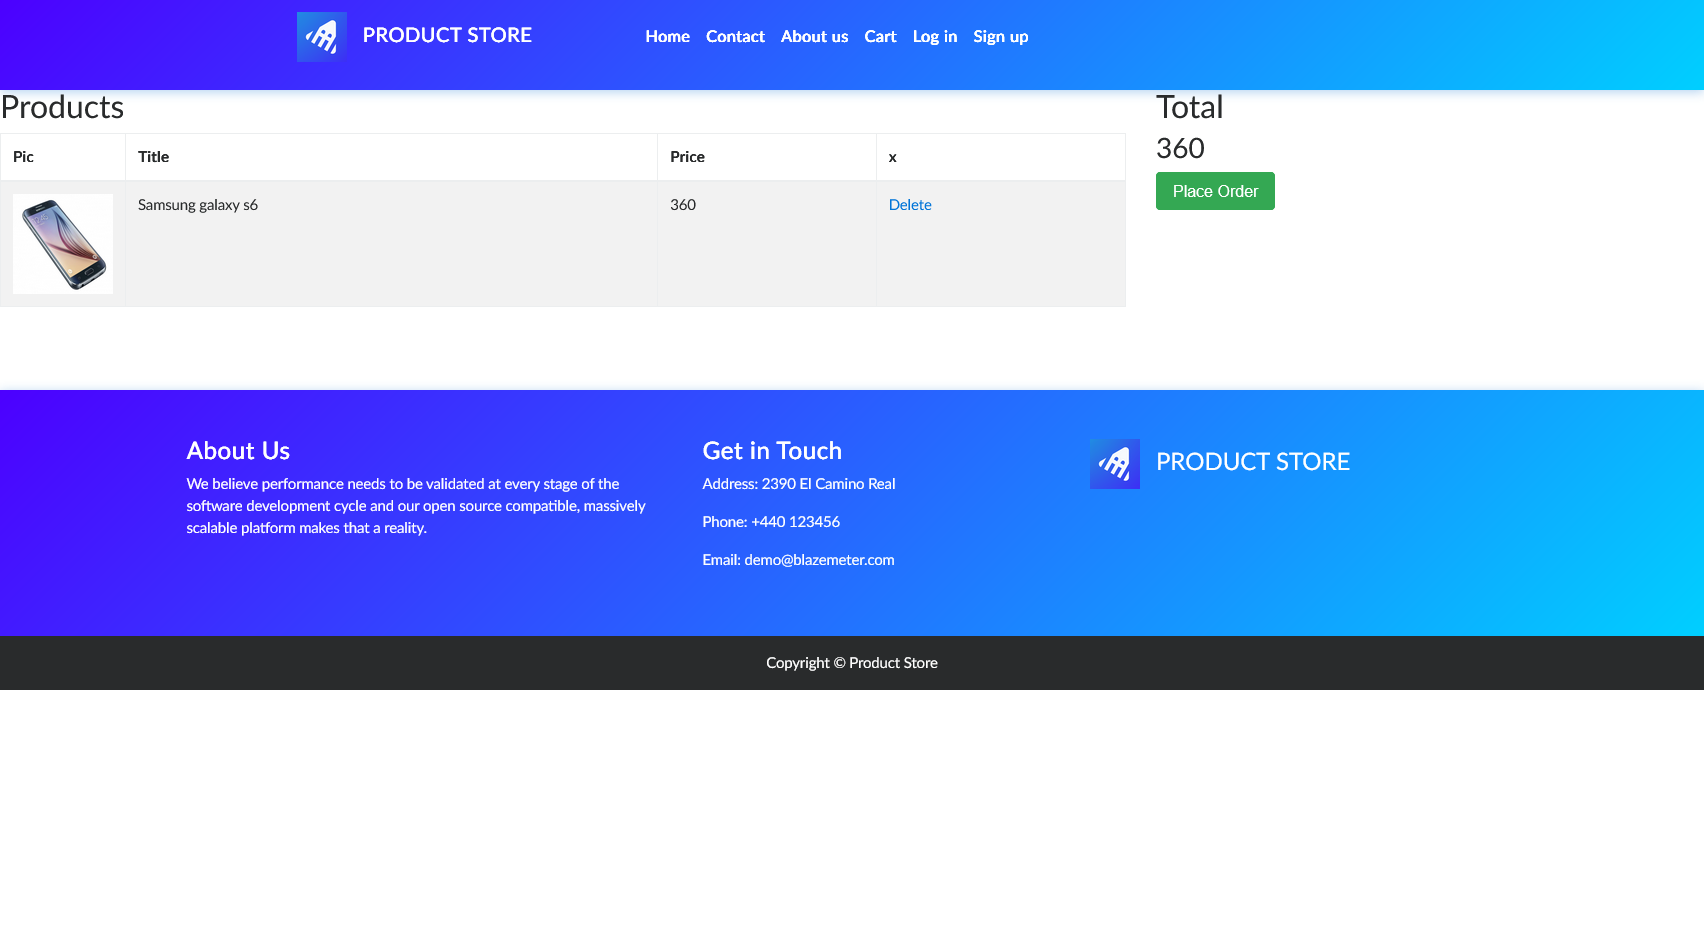 PRODUCT STORE
Home Contact About us Cart Log in Sign up
Products
Pic Title Price x
Samsung galaxy s6 360 Delete
Total
360
Place Order
About Us
We believe performance needs to be validated at every stage of the
software development cycle and our open source compatible, massively
scalable platform makes that a reality.
Get in Touch
Address: 2390 El Camino Real
Phone: +440 123456
Email: demo@blazemeter.com
PRODUCT STORE
Copyright © Product Store